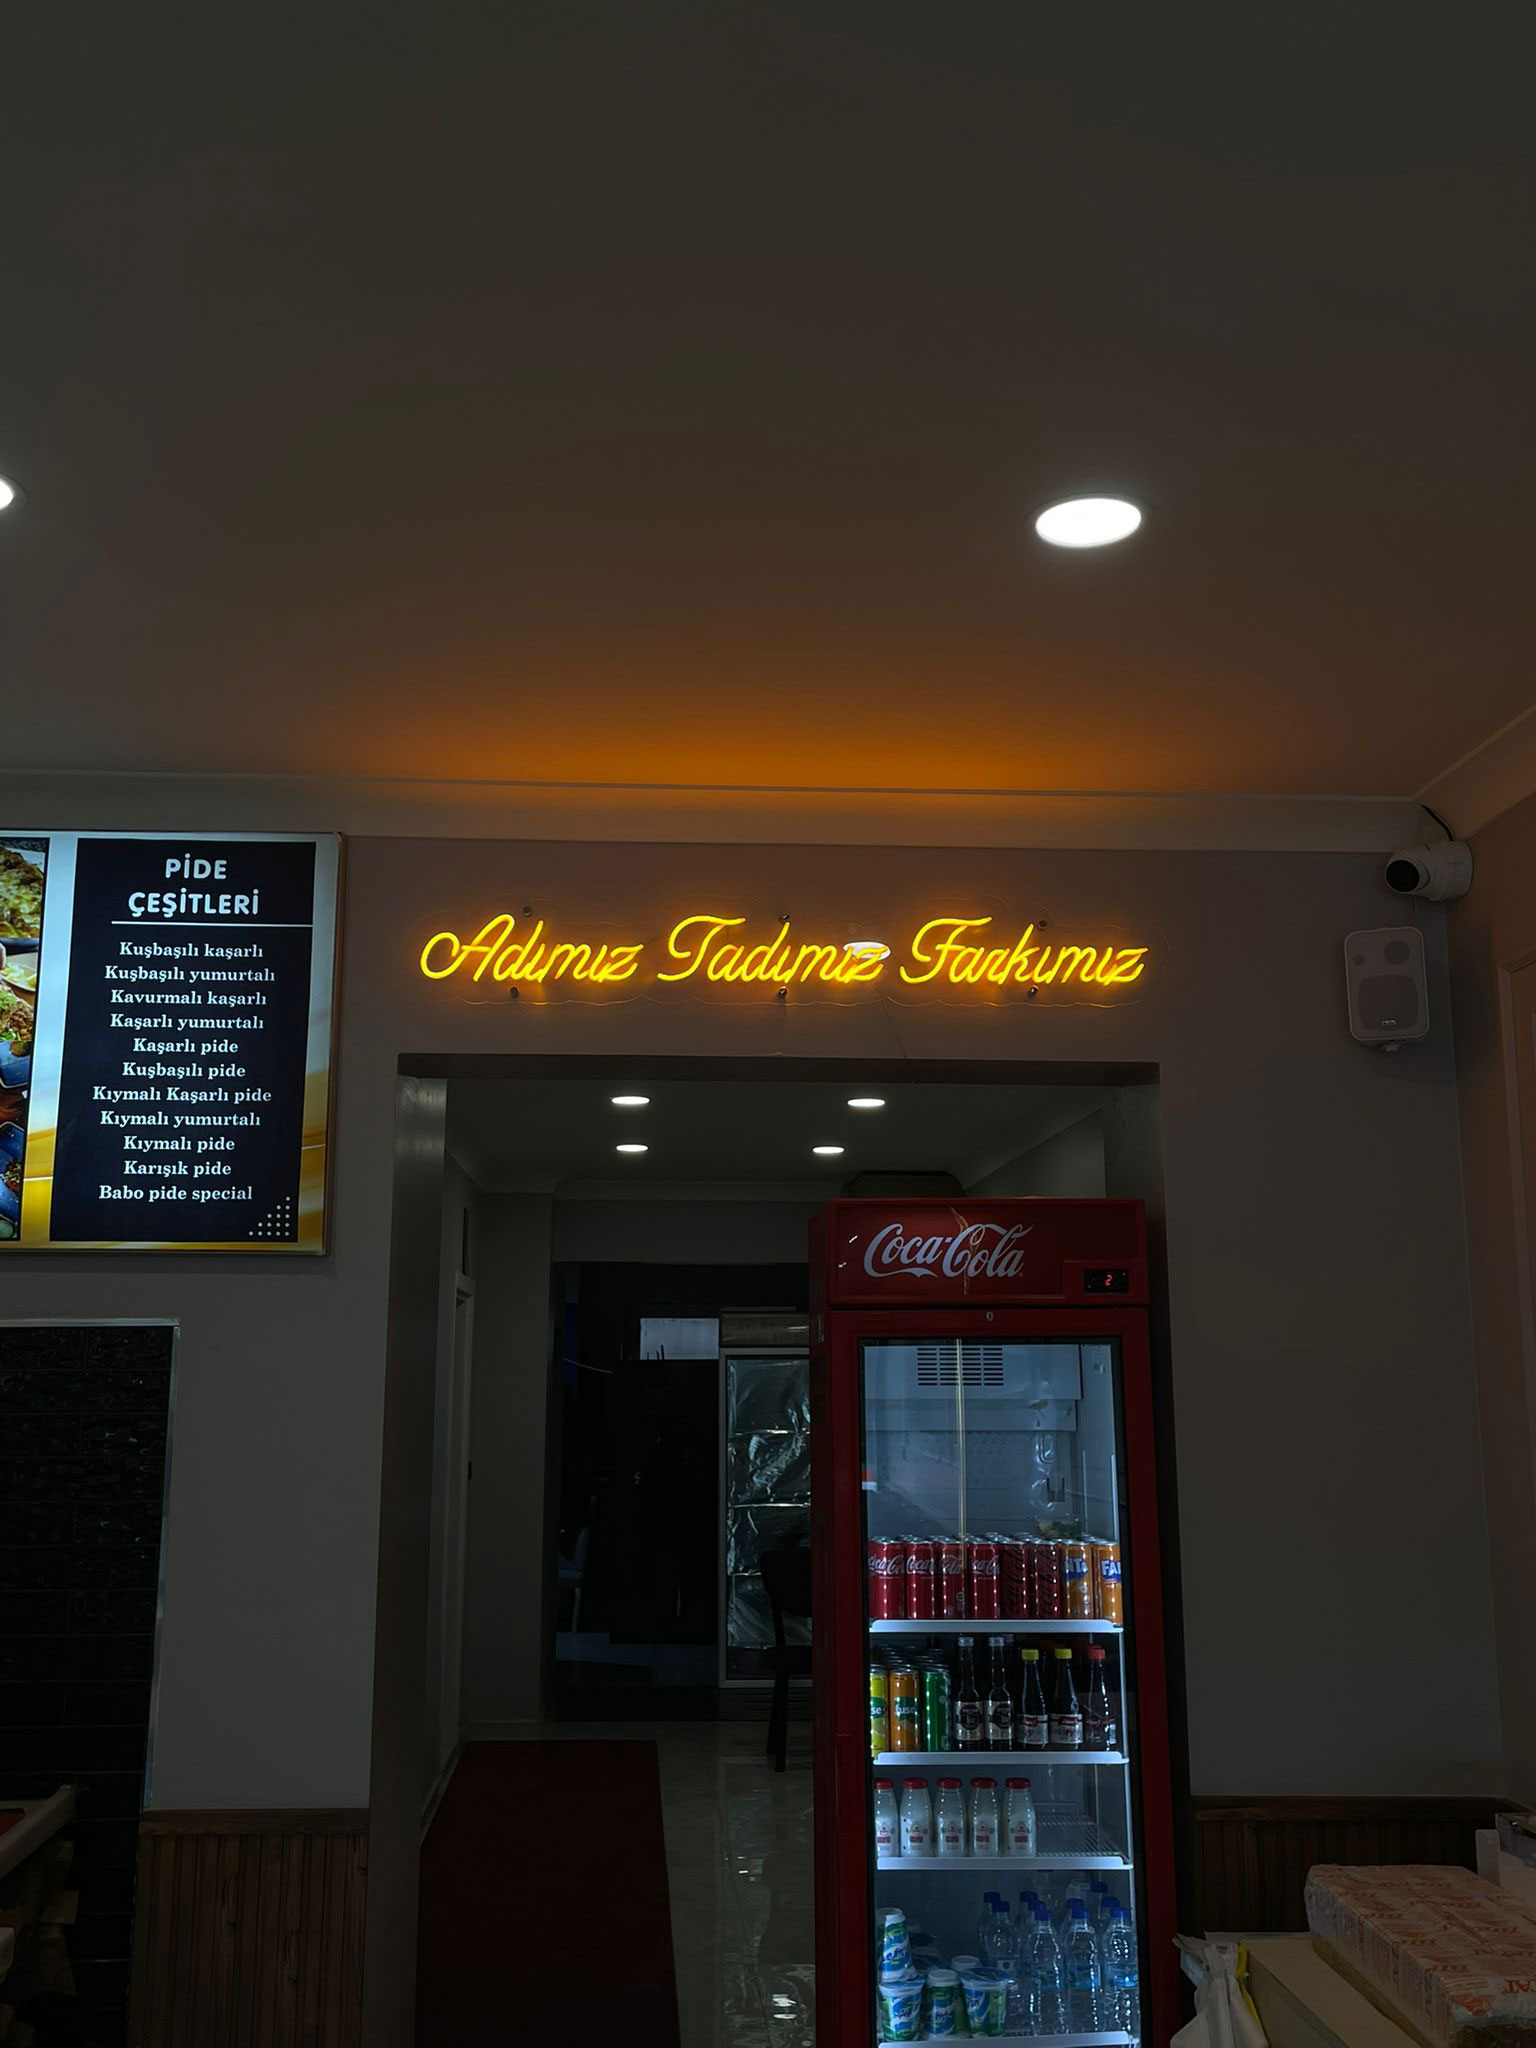 PİDE
ÇEŞİTLERİ
Kuşbaşılı kaşarlı
Kuşbaşılı yumurtalı
Kavurmalı kaşarlı
Kaşarlı yumurtalı
Kaşarlı pide
Kuşbaşılı pide
Kıymalı Kaşarlı pide
Kıymalı yumurtalı
Kıymalı pide
Karışık pide
Babo pide special
Adımız Tadımız Farkımız
Coca-Cola
2